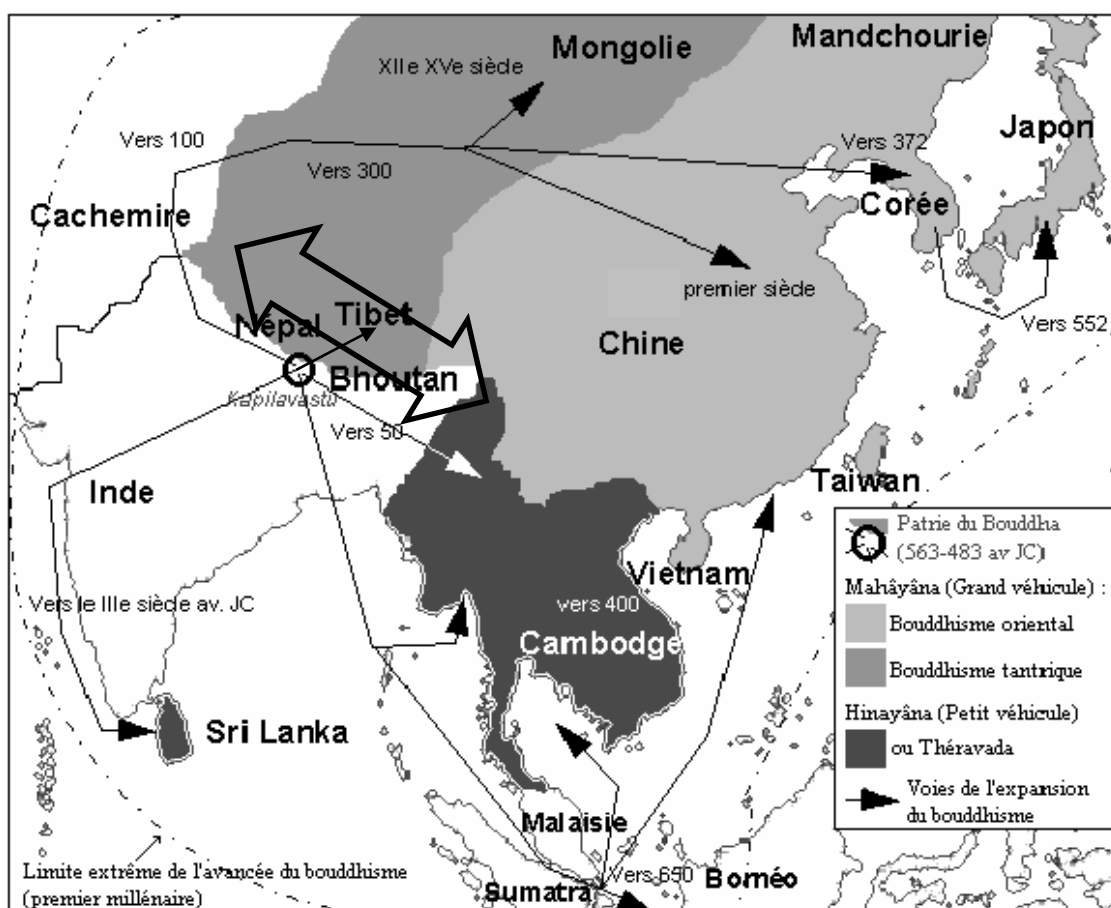 Mongolie
Mandchourie
XIIe XVe siècle
Japon
Vers 100
Vers 372
Vers 300
Cachemire
Corée
premier siècle
Vers 552
Tibet
Népal
Chine
Bhoutan
Kapilavastu
Vers 50
Inde
Taiwan
Patrie du Bouddha
(563-483 av JC)
Vietnam
Mahâyâna (Grand véhicule) :
Vers le IIIe siècle av. JC
vers 400
Bouddhisme oriental
Cambodge
Bouddhisme tantrique
Hinayâna (Petit véhicule)
Sri Lanka
ou Théravada
Voies de l'expansion
du bouddhisme
Malaisie
Limite extrême de l'avancée du bouddhisme
(premier millénaire)
Vers 650
Sumatra
Bornéo